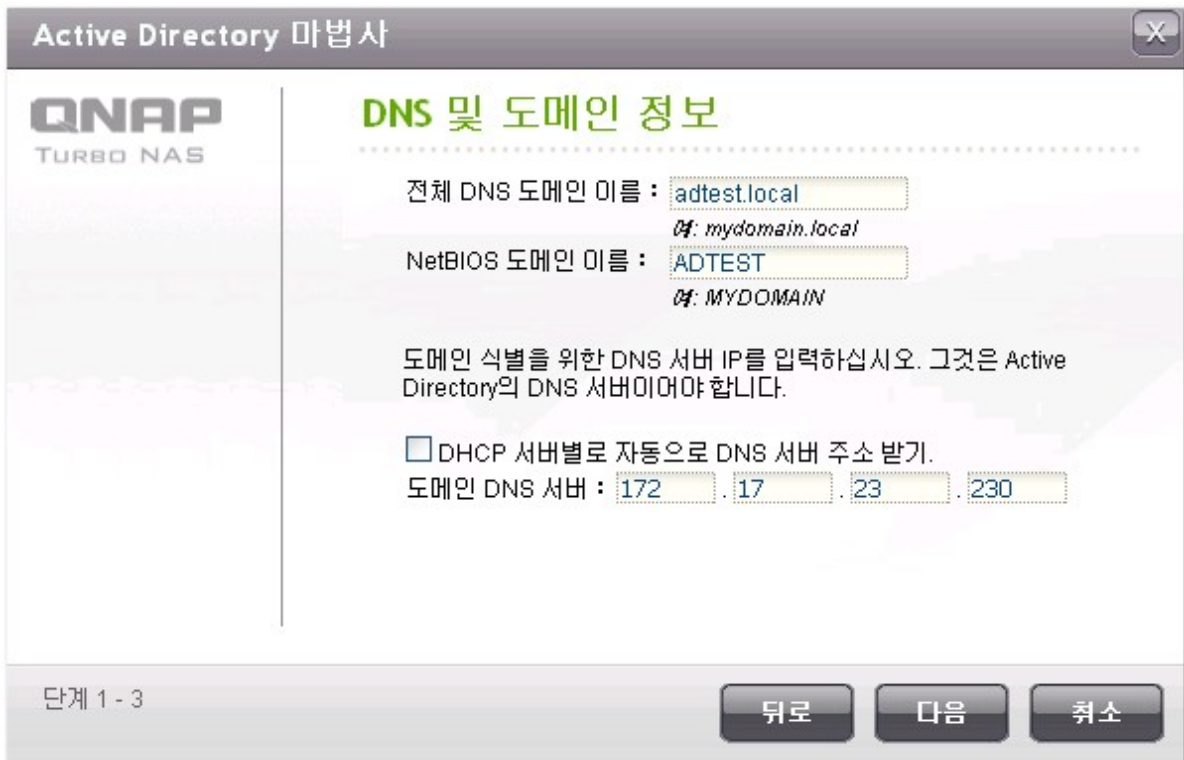 Active Directory 마법사
X
QNAP
TURBO NAS
DNS 및 도메인 정보
전체 DNS 도메인 이름 : adtest.local
예: mydomain.local
NetBIOS 도메인 이름 : ADTEST
예: MYDOMAIN
도메인 식별을 위한 DNS 서버 IP를 입력하십시오. 그것은 Active
Directory의 DNS 서버이어야 합니다.
DHCP 서버별로 자동으로 DNS 서버 주소 받기.
도메인 DNS 서버 : 172 . 17 . 23 . 230
단계 1 - 3
뒤로 다음 취소